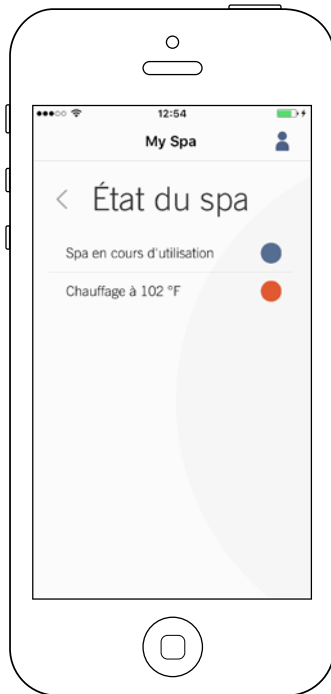 12:54
My Spa
État du spa
Spa en cours d'utilisation
Chauffage à 102 °F